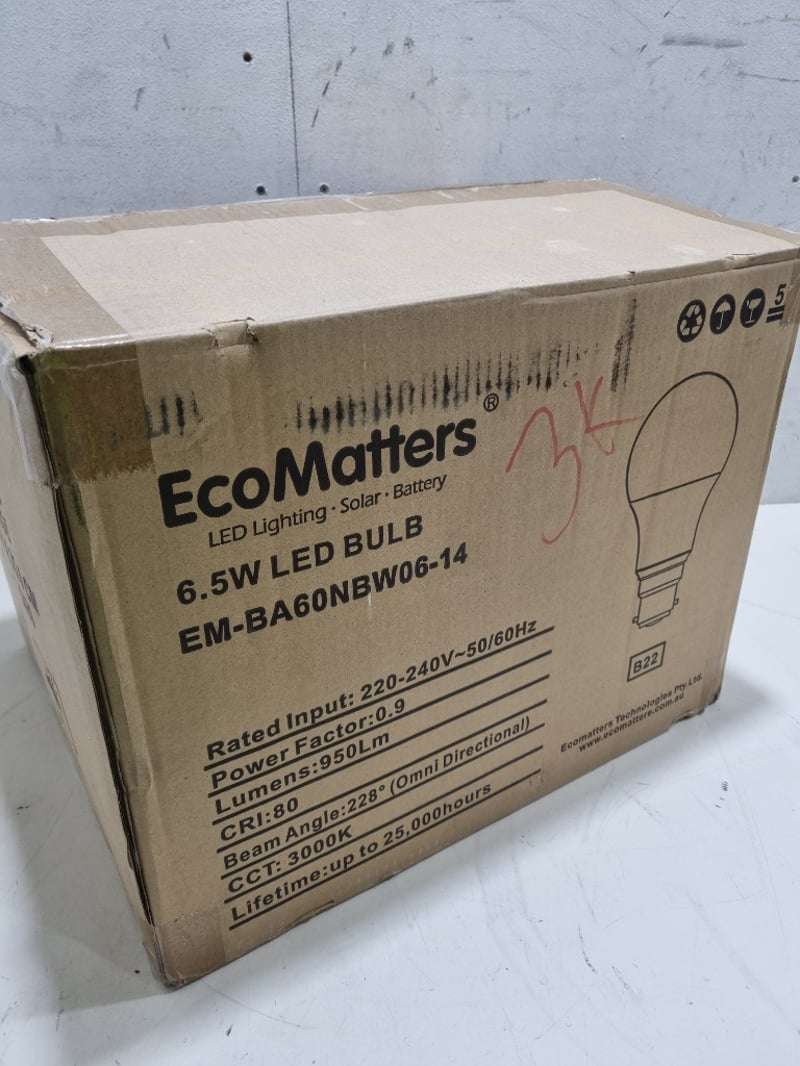 5
3K
EcoMatters®
LED Lighting · Solar · Battery
6.5W LED BULB
EM-BA60NBW06-14
Rated Input: 220-240V~50/60Hz
Power Factor:0.9
Lumens:950Lm
CRI:80
Beam Angle:228° (Omni Directional)
CCT: 3000K
Lifetime:up to 25,000hours
B22
Ecomatters Technologies Pty.Ltd.
www.ecomatters.com.au